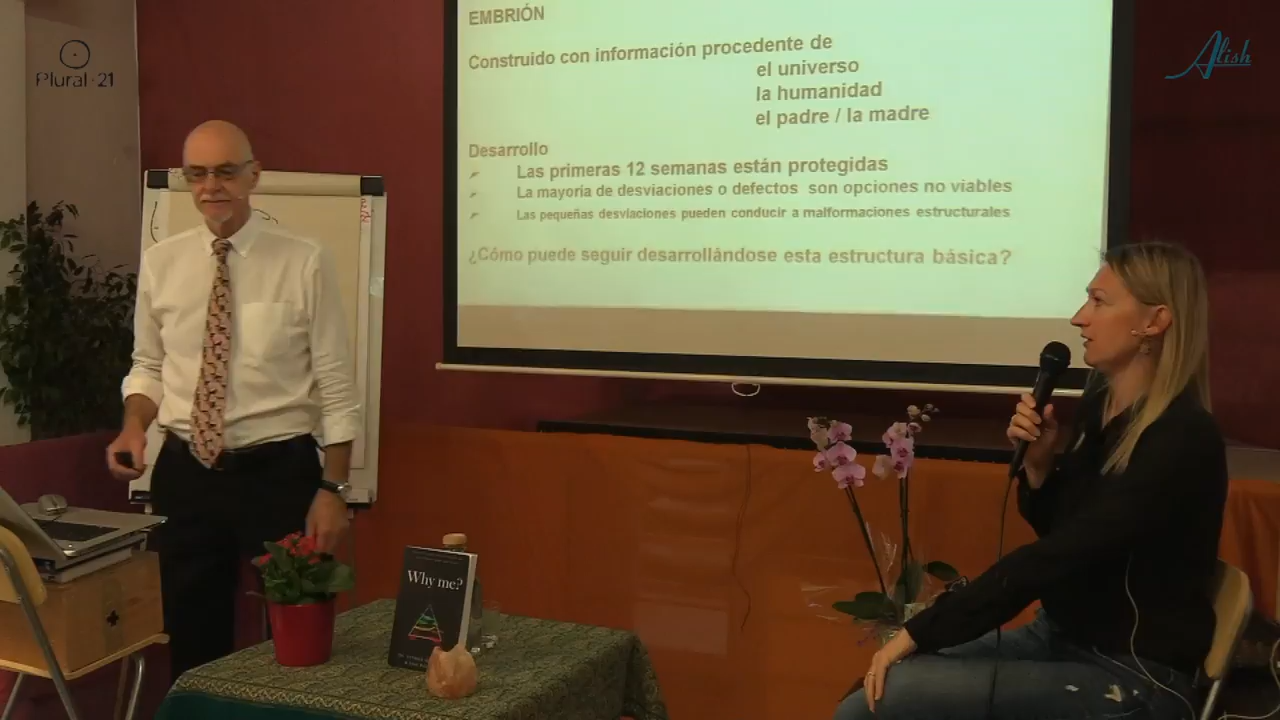 Plural·21
Alish
EMBRIÓN
Construido con información procedente de
el universo
la humanidad
el padre / la madre
Desarrollo
Las primeras 12 semanas están protegidas
La mayoría de desviaciones o defectos son opciones no viables
Las pequeñas desviaciones pueden conducir a malformaciones estructurales
¿Cómo puede seguir desarrollándose esta estructura básica?
Why me?